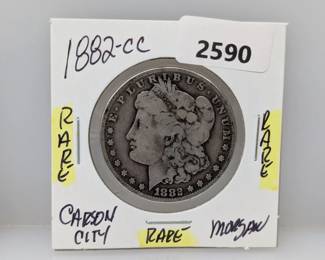 1882-CC
2590
E·PLURIBUS·UNUM
1882
RARE
RARE
CARSON
CITY
RARE
MORGAN